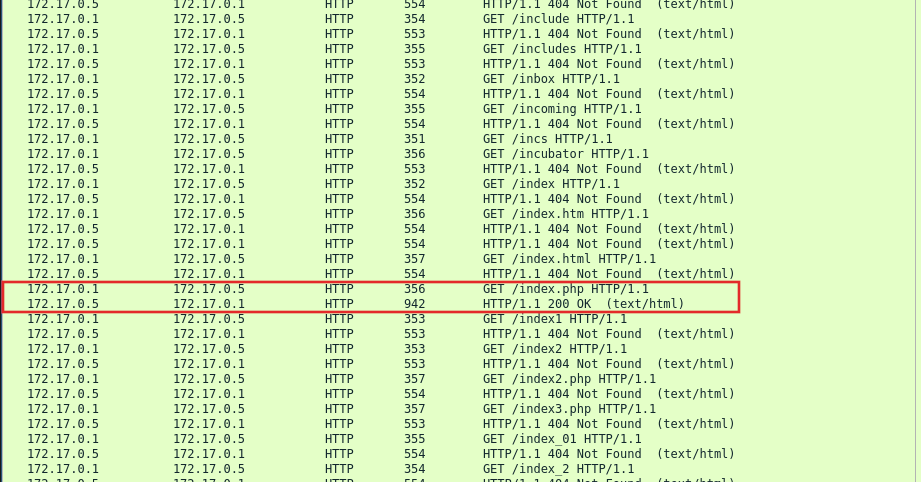 172.17.0.5 172.17.0.1 HTTP 554 HTTP/1.1 404 Not Found (text/html)
172.17.0.1 172.17.0.5 HTTP 354 GET /include HTTP/1.1
172.17.0.5 172.17.0.1 HTTP 553 HTTP/1.1 404 Not Found (text/html)
172.17.0.1 172.17.0.5 HTTP 355 GET /includes HTTP/1.1
172.17.0.5 172.17.0.1 HTTP 553 HTTP/1.1 404 Not Found (text/html)
172.17.0.1 172.17.0.5 HTTP 352 GET /inbox HTTP/1.1
172.17.0.5 172.17.0.1 HTTP 554 HTTP/1.1 404 Not Found (text/html)
172.17.0.1 172.17.0.5 HTTP 355 GET /incoming HTTP/1.1
172.17.0.5 172.17.0.1 HTTP 554 HTTP/1.1 404 Not Found (text/html)
172.17.0.1 172.17.0.5 HTTP 351 GET /incs HTTP/1.1
172.17.0.1 172.17.0.5 HTTP 356 GET /incubator HTTP/1.1
172.17.0.5 172.17.0.1 HTTP 553 HTTP/1.1 404 Not Found (text/html)
172.17.0.1 172.17.0.5 HTTP 352 GET /index HTTP/1.1
172.17.0.5 172.17.0.1 HTTP 554 HTTP/1.1 404 Not Found (text/html)
172.17.0.1 172.17.0.5 HTTP 356 GET /index.htm HTTP/1.1
172.17.0.5 172.17.0.1 HTTP 554 HTTP/1.1 404 Not Found (text/html)
172.17.0.5 172.17.0.1 HTTP 554 HTTP/1.1 404 Not Found (text/html)
172.17.0.1 172.17.0.5 HTTP 357 GET /index.html HTTP/1.1
172.17.0.5 172.17.0.1 HTTP 554 HTTP/1.1 404 Not Found (text/html)
172.17.0.1 172.17.0.5 HTTP 356 GET /index.php HTTP/1.1
172.17.0.5 172.17.0.1 HTTP 942 HTTP/1.1 200 OK (text/html)
172.17.0.1 172.17.0.5 HTTP 353 GET /index1 HTTP/1.1
172.17.0.5 172.17.0.1 HTTP 553 HTTP/1.1 404 Not Found (text/html)
172.17.0.1 172.17.0.5 HTTP 353 GET /index2 HTTP/1.1
172.17.0.5 172.17.0.1 HTTP 553 HTTP/1.1 404 Not Found (text/html)
172.17.0.1 172.17.0.5 HTTP 357 GET /index2.php HTTP/1.1
172.17.0.5 172.17.0.1 HTTP 554 HTTP/1.1 404 Not Found (text/html)
172.17.0.1 172.17.0.5 HTTP 357 GET /index3.php HTTP/1.1
172.17.0.5 172.17.0.1 HTTP 553 HTTP/1.1 404 Not Found (text/html)
172.17.0.1 172.17.0.5 HTTP 355 GET /index_01 HTTP/1.1
172.17.0.5 172.17.0.1 HTTP 554 HTTP/1.1 404 Not Found (text/html)
172.17.0.1 172.17.0.5 HTTP 354 GET /index_2 HTTP/1.1